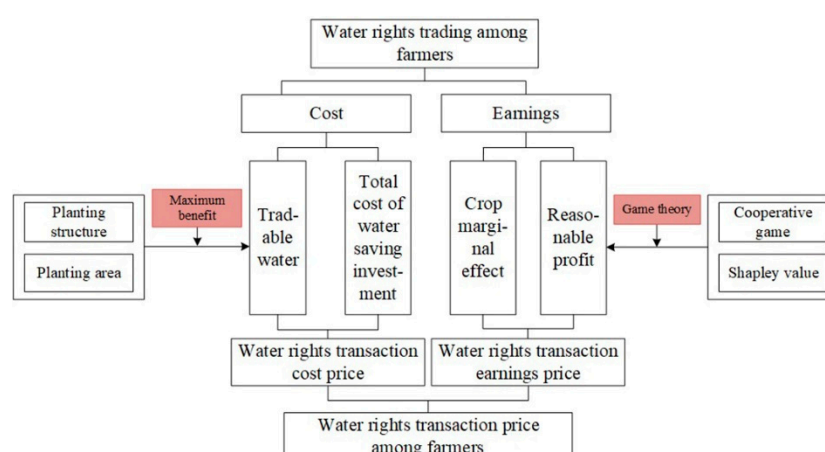 Water rights trading among
farmers
Cost
Earnings
Planting
structure
Planting area
Maximum
benefit
Trad-
able
water
Total
cost of
water
saving
invest-
ment
Crop
margi-
nal
effect
Reaso-
nable
profit
Game theory
Cooperative
game
Shapley value
Water rights transaction
cost price
Water rights transaction
earnings price
Water rights transaction price
among farmers